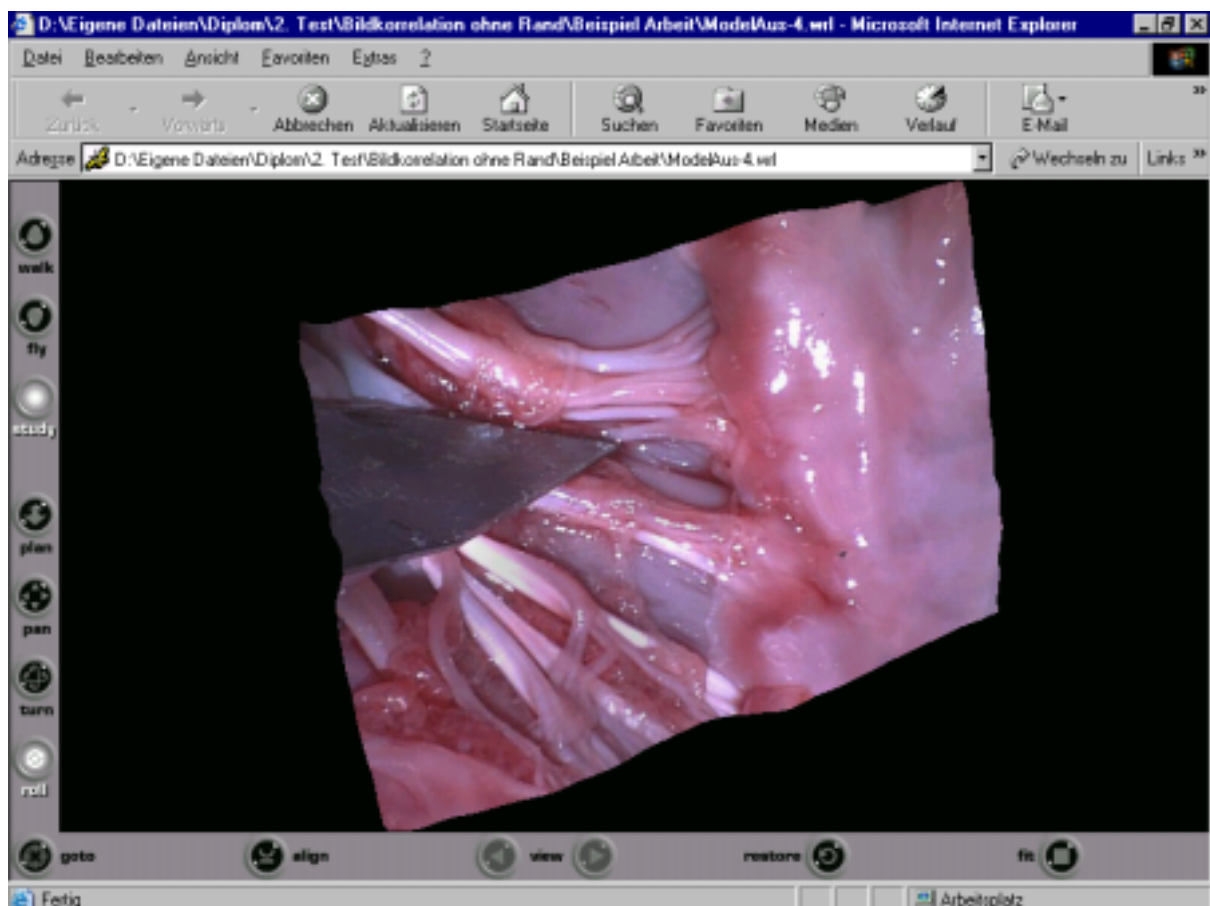 D:\Eigene Dateien\Diplom\2. Test\Bildkorrelation ohne Rand\Beispiel Arbeit\ModelAus-4.wrl - Microsoft Internet Explorer
Datei Bearbeiten Ansicht Favoriten Extras ?
Zurück Vorwärts Abbrechen Aktualisieren Startseite Suchen Favoriten Medien Verlauf E-Mail »
Adresse D:\Eigene Dateien\Diplom\2. Test\Bildkorrelation ohne Rand\Beispiel Arbeit\ModelAus-4.wrl Wechseln zu Links »
walk
fly
study
plan
pan
turn
roll
goto align view restore fit
Fertig Arbeitsplatz